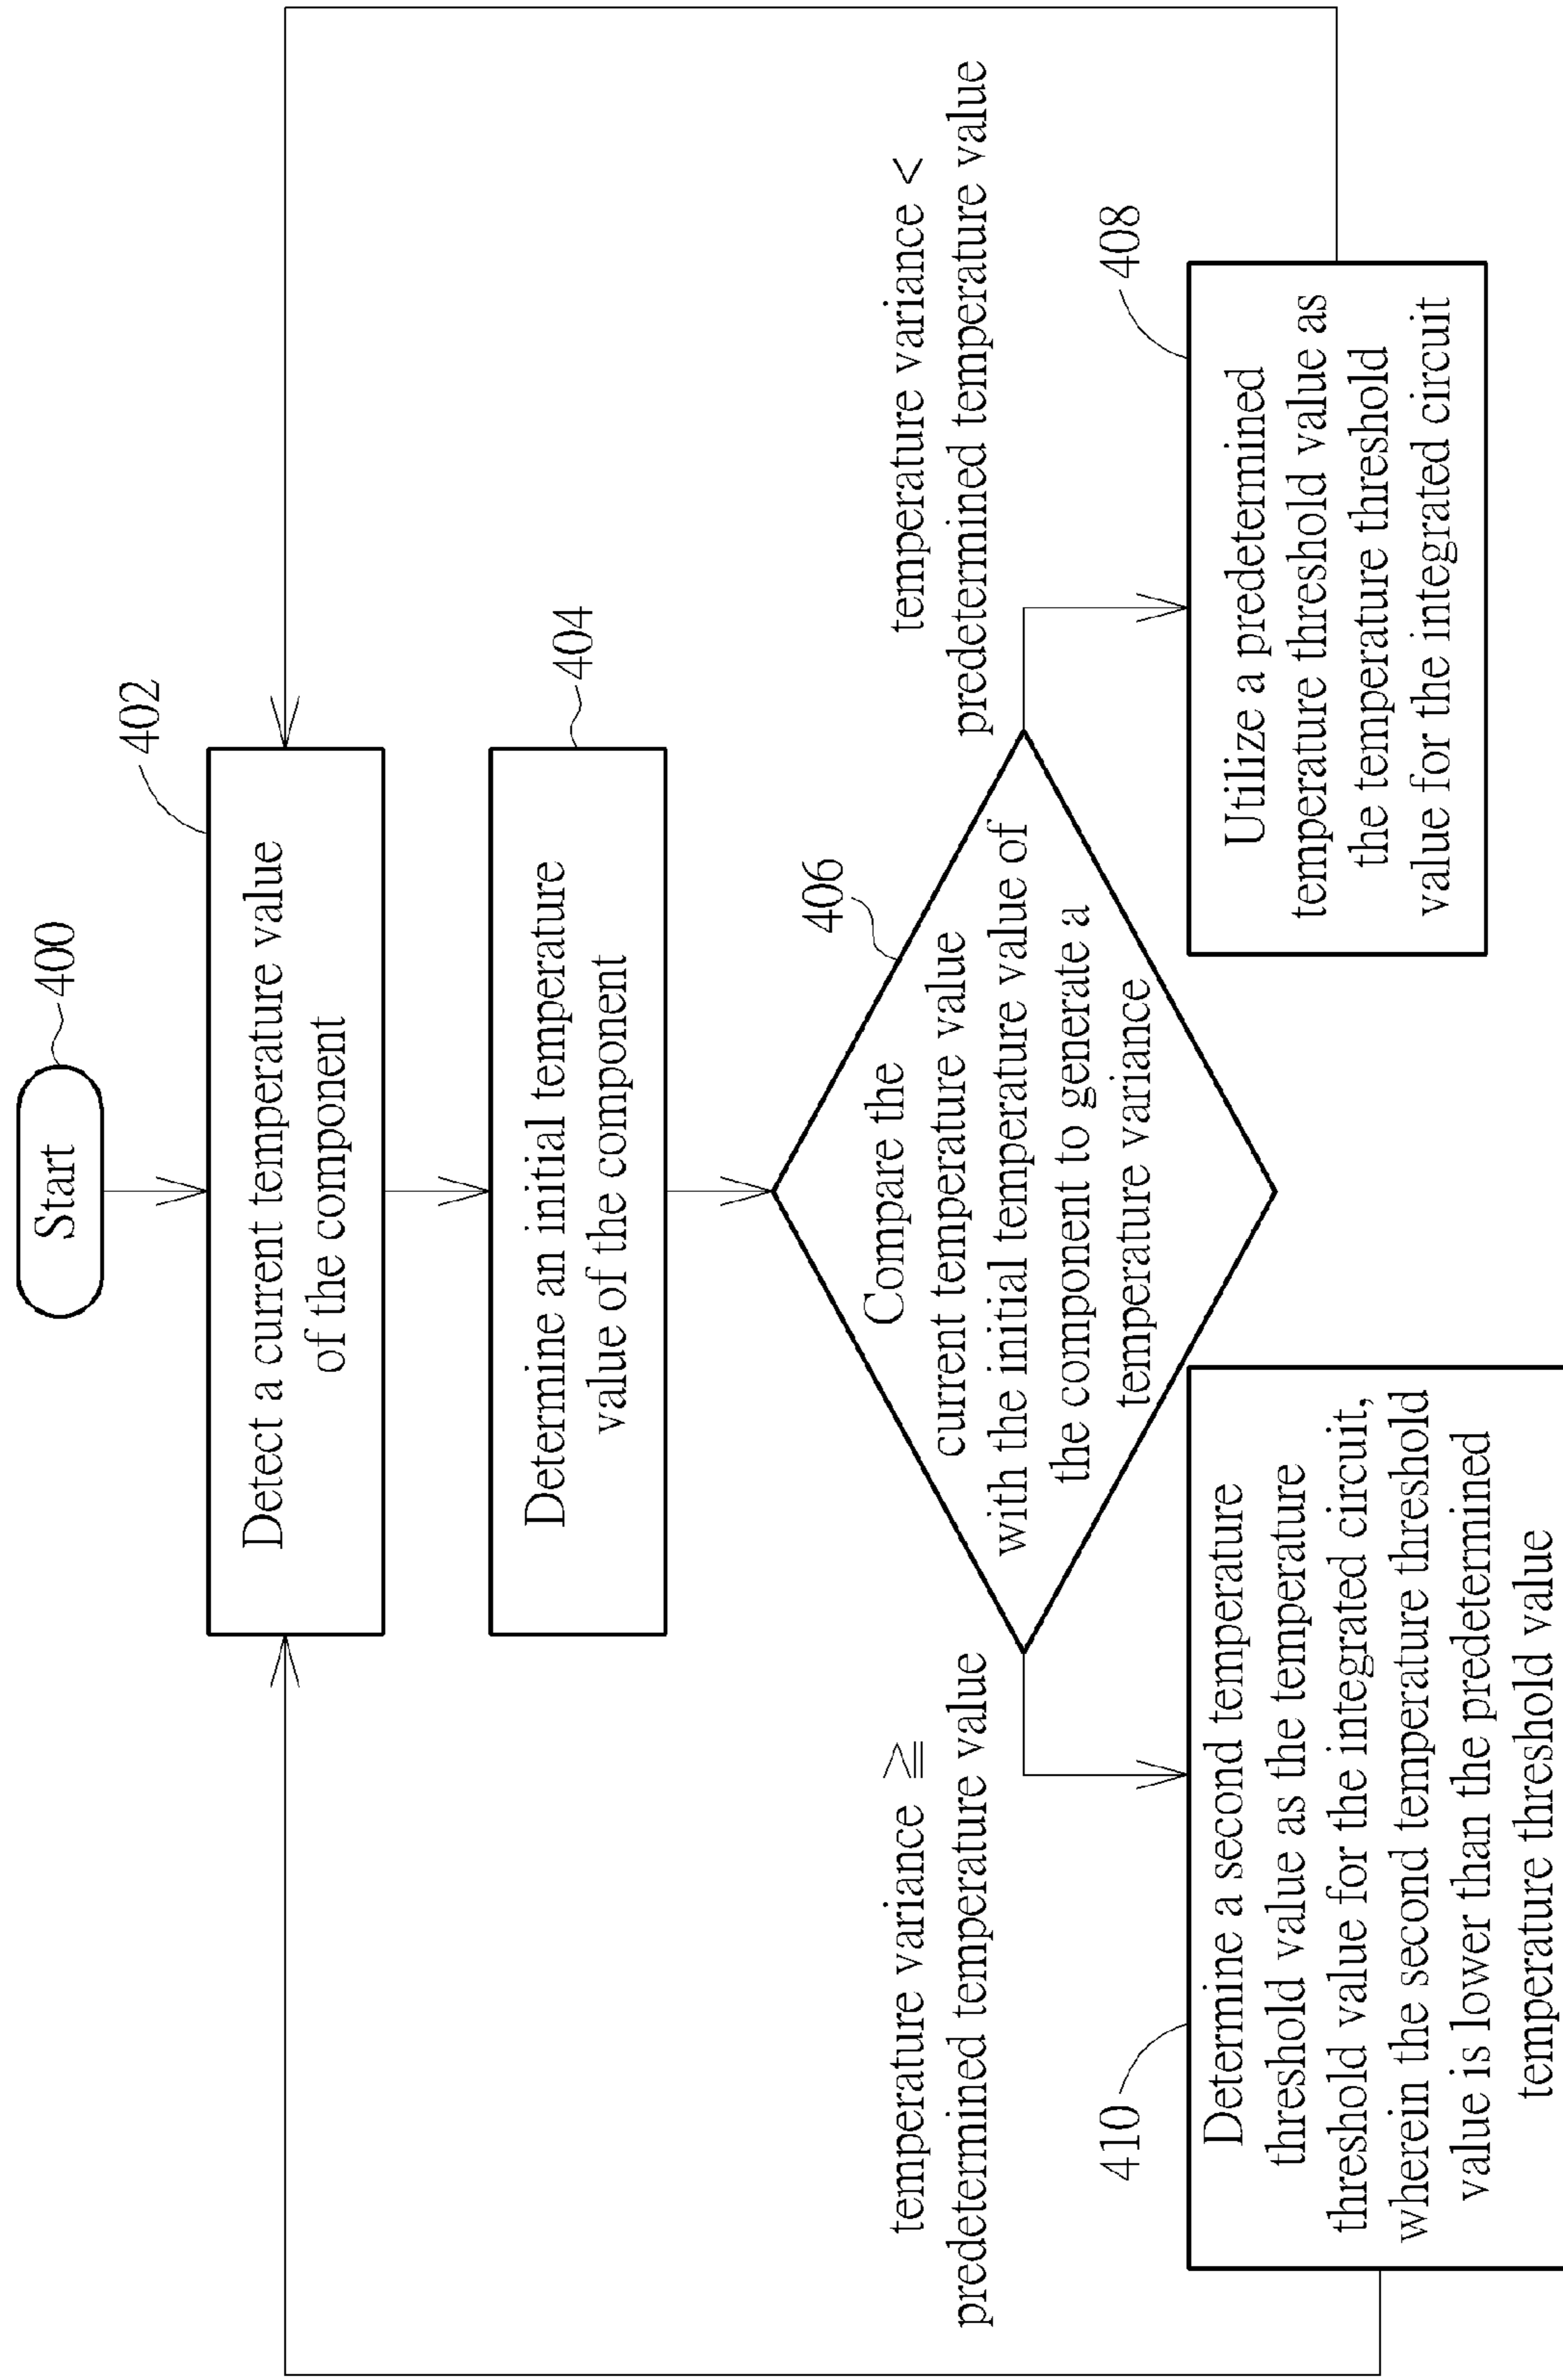 Start
400
402
Detect a current temperature value
of the component
404
Determine an initial temperature
value of the component
406
Compare the
current temperature value
with the initial temperature value of
the component to generate a
temperature variance
temperature variance ≧
predetermined temperature value
temperature variance <
predetermined temperature value
410
Determine a second temperature
threshold value as the temperature
threshold value for the integrated circuit,
wherein the second temperature threshold
value is lower than the predetermined
temperature threshold value
408
Utilize a predetermined
temperature threshold value as
the temperature threshold
value for the integrated circuit